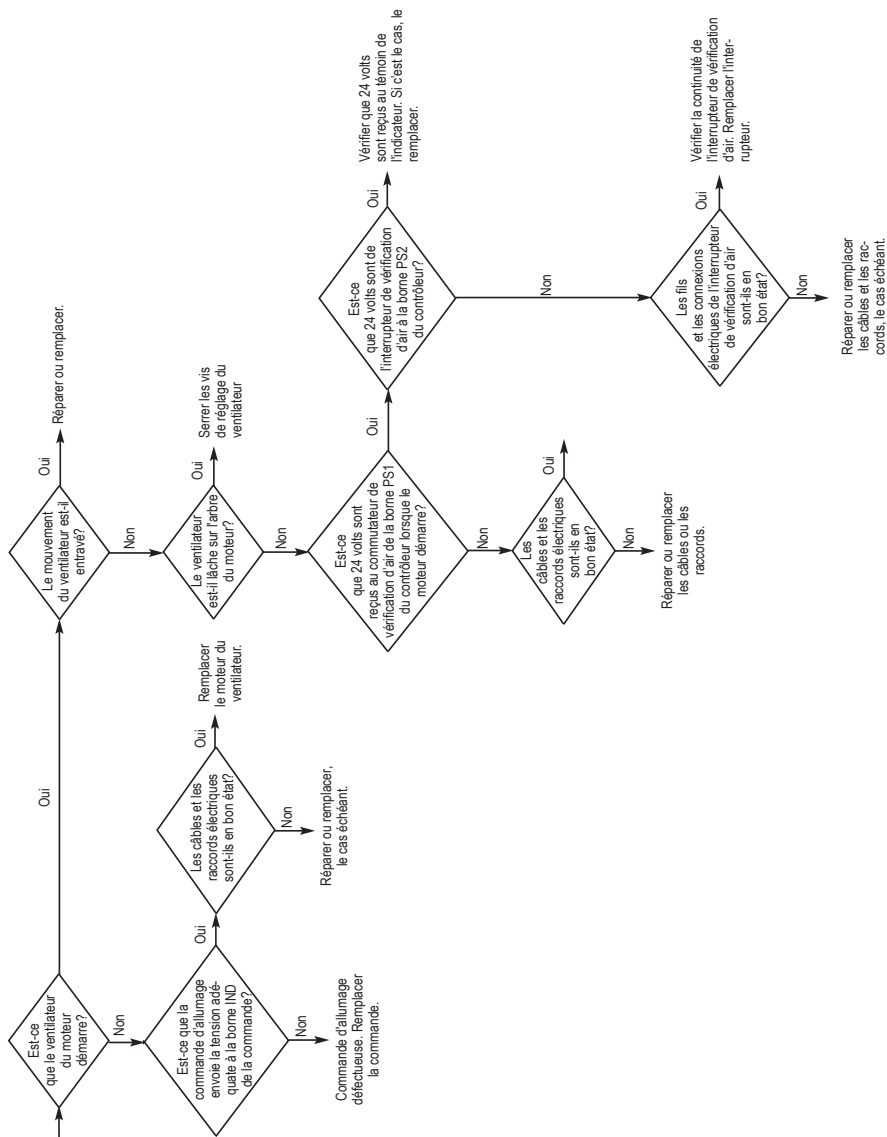 Est-ce
que le ventilateur
du moteur
démarre?
Oui
Non
Est-ce que la
commande d'allumage
envoie la tension adé-
quate à la borne IND
de la commande?
Oui
Non
Commande d'allumage
défectueuse. Remplacer
la commande.
Les câbles et les
raccords électriques
sont-ils en bon état?
Oui
Remplacer
le moteur du
ventilateur.
Non
Réparer ou remplacer,
le cas échéant.
Le mouvement
du ventilateur est-il
entravé?
Oui
Réparer ou remplacer.
Non
Le ventilateur
est-il lâche sur l'arbre
du moteur?
Oui
Serrer les vis
de réglage du
ventilateur
Non
Est-ce
que 24 volts sont
reçus au commutateur de
vérification d'air de la borne PS1
du contrôleur lorsque le
moteur démarre?
Oui
Non
Les
câbles et les
raccords électriques
sont-ils en
bon état?
Oui
Non
Réparer ou remplacer
les câbles ou les
raccords.
Est-ce
que 24 volts sont de
l'interrupteur de vérification
d'air à la borne PS2
du contrôleur?
Oui
Vérifier que 24 volts
sont reçus au témoin de
l'indicateur. Si c'est le cas, le
remplacer.
Non
Les fils
et les connexions
électriques de l'interrupteur
de vérification d'air
sont-ils en
bon état?
Oui
Vérifier la continuité de
l'interrupteur de vérification
d'air. Remplacer l'inter-
rupteur.
Non
Réparer ou remplacer
les câbles et les rac-
cords, le cas échéant.